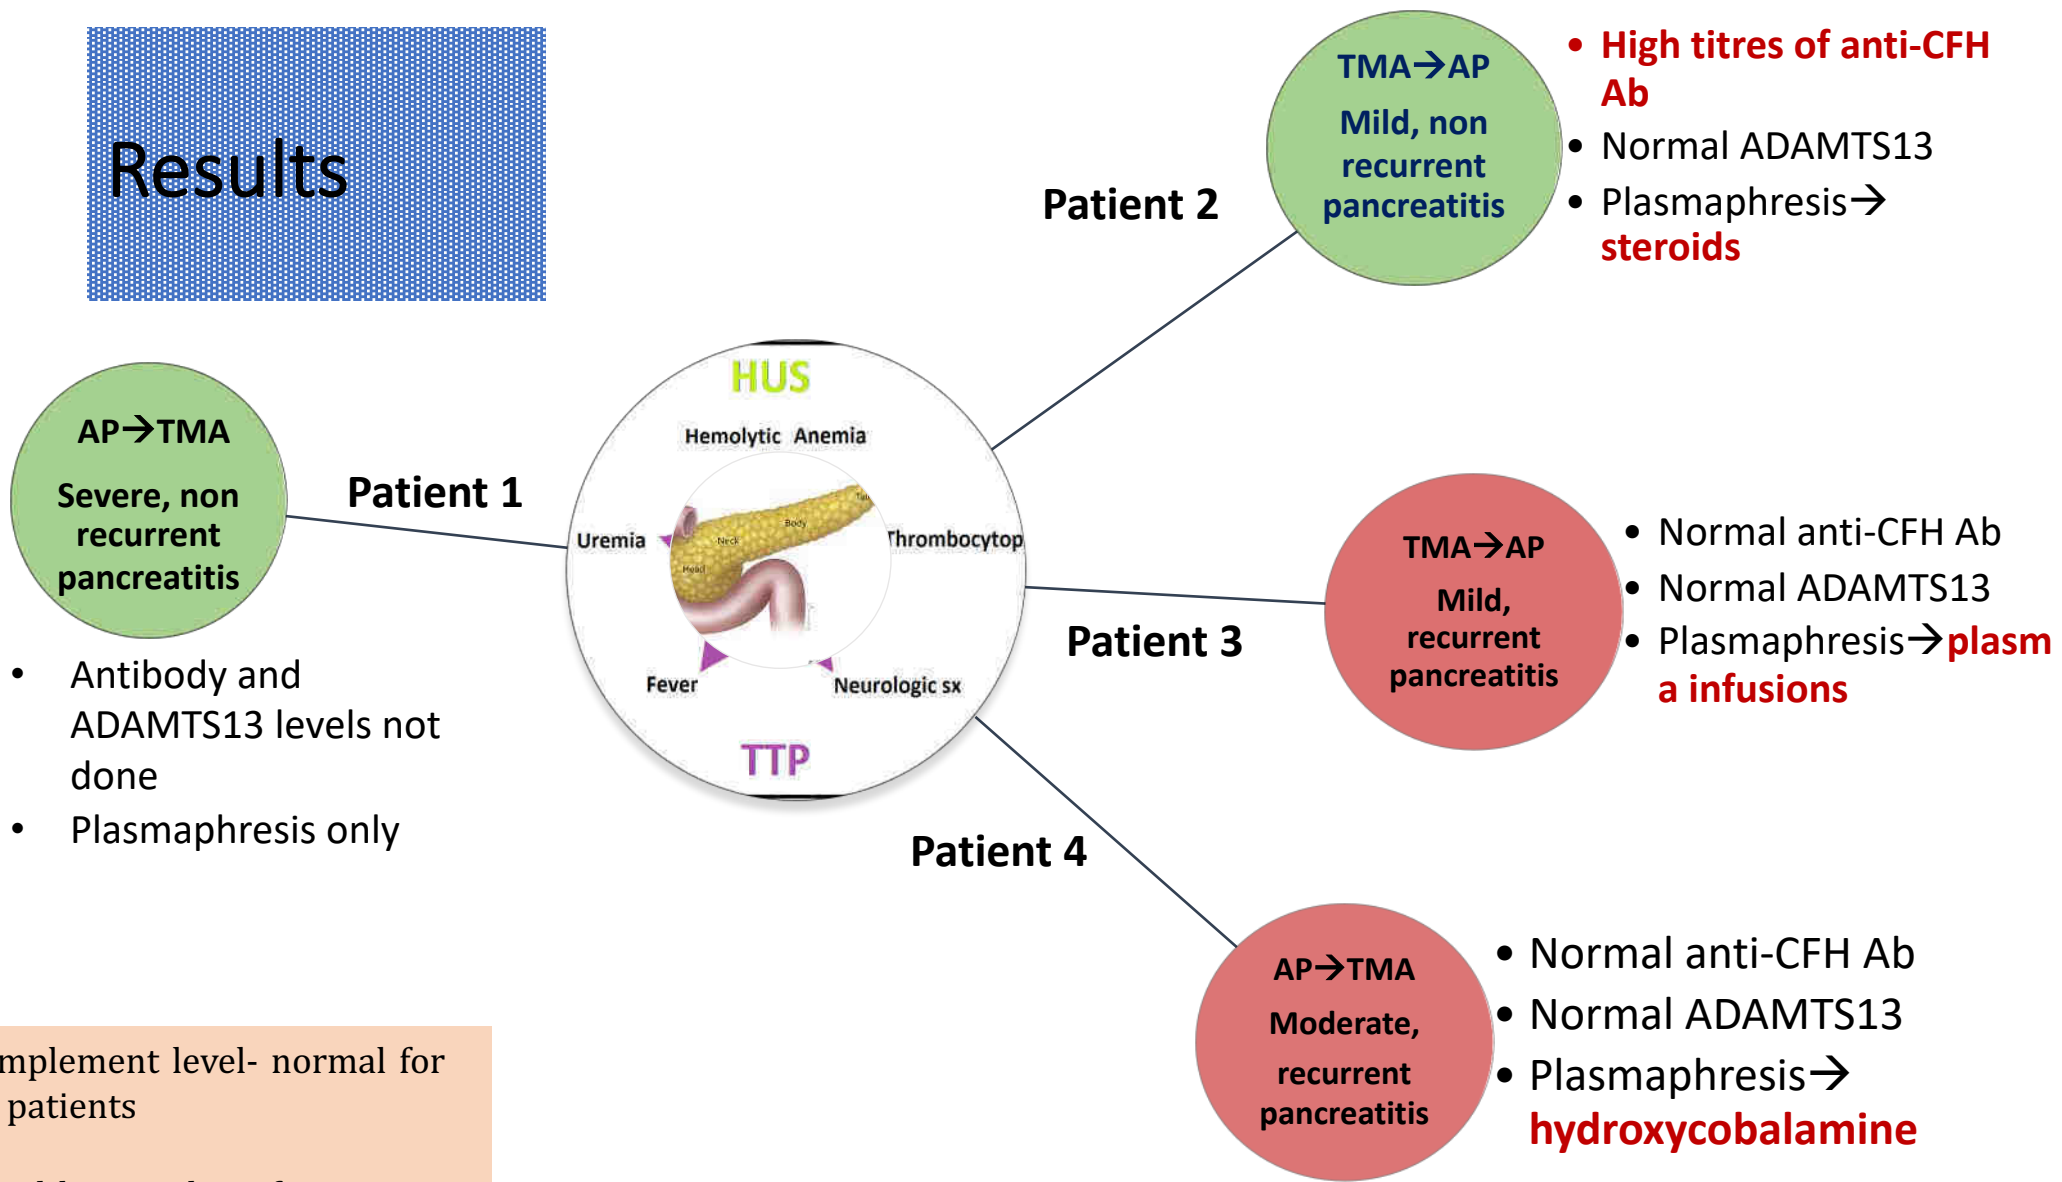 Results
Patient 1
AP→TMA
Severe, non
recurrent
pancreatitis
• Antibody and
ADAMTS13 levels not
done
• Plasmaphresis only
HUS
Hemolytic Anemia
Uremia
Thrombocytop
Fever
Neurologic sx
TTP
Head
Neck
Body
Patient 2
TMA→AP
Mild, non
recurrent
pancreatitis
• High titres of anti-CFH
Ab
• Normal ADAMTS13
• Plasmaphresis→
steroids
Patient 3
TMA→AP
Mild,
recurrent
pancreatitis
• Normal anti-CFH Ab
• Normal ADAMTS13
• Plasmaphresis→plasm
a infusions
Patient 4
AP→TMA
Moderate,
recurrent
pancreatitis
• Normal anti-CFH Ab
• Normal ADAMTS13
• Plasmaphresis→
hydroxycobalamine
mplement level- normal for
patients